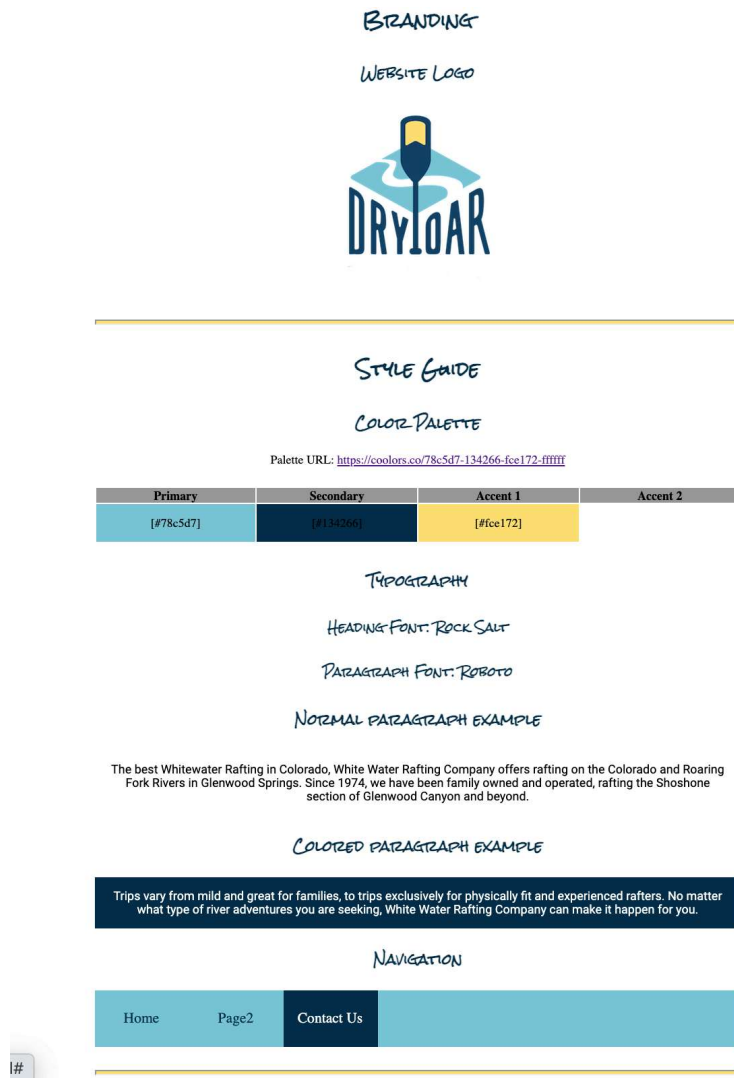 Branding
Website Logo
DRY OAR
Style Guide
Color Palette
Palette URL: https://coolors.co/78c5d7-134266-fce172-ffffff
Primary Secondary Accent 1 Accent 2
[#78c5d7] [#134266] [#fce172]
Typography
Heading Font: Rock Salt
Paragraph Font: Roboto
Normal paragraph example
The best Whitewater Rafting in Colorado, White Water Rafting Company offers rafting on the Colorado and Roaring
Fork Rivers in Glenwood Springs. Since 1974, we have been family owned and operated, rafting the Shoshone
section of Glenwood Canyon and beyond.
Colored paragraph example
Trips vary from mild and great for families, to trips exclusively for physically fit and experienced rafters. No matter
what type of river adventures you are seeking, White Water Rafting Company can make it happen for you.
Navigation
Home Page2 Contact Us